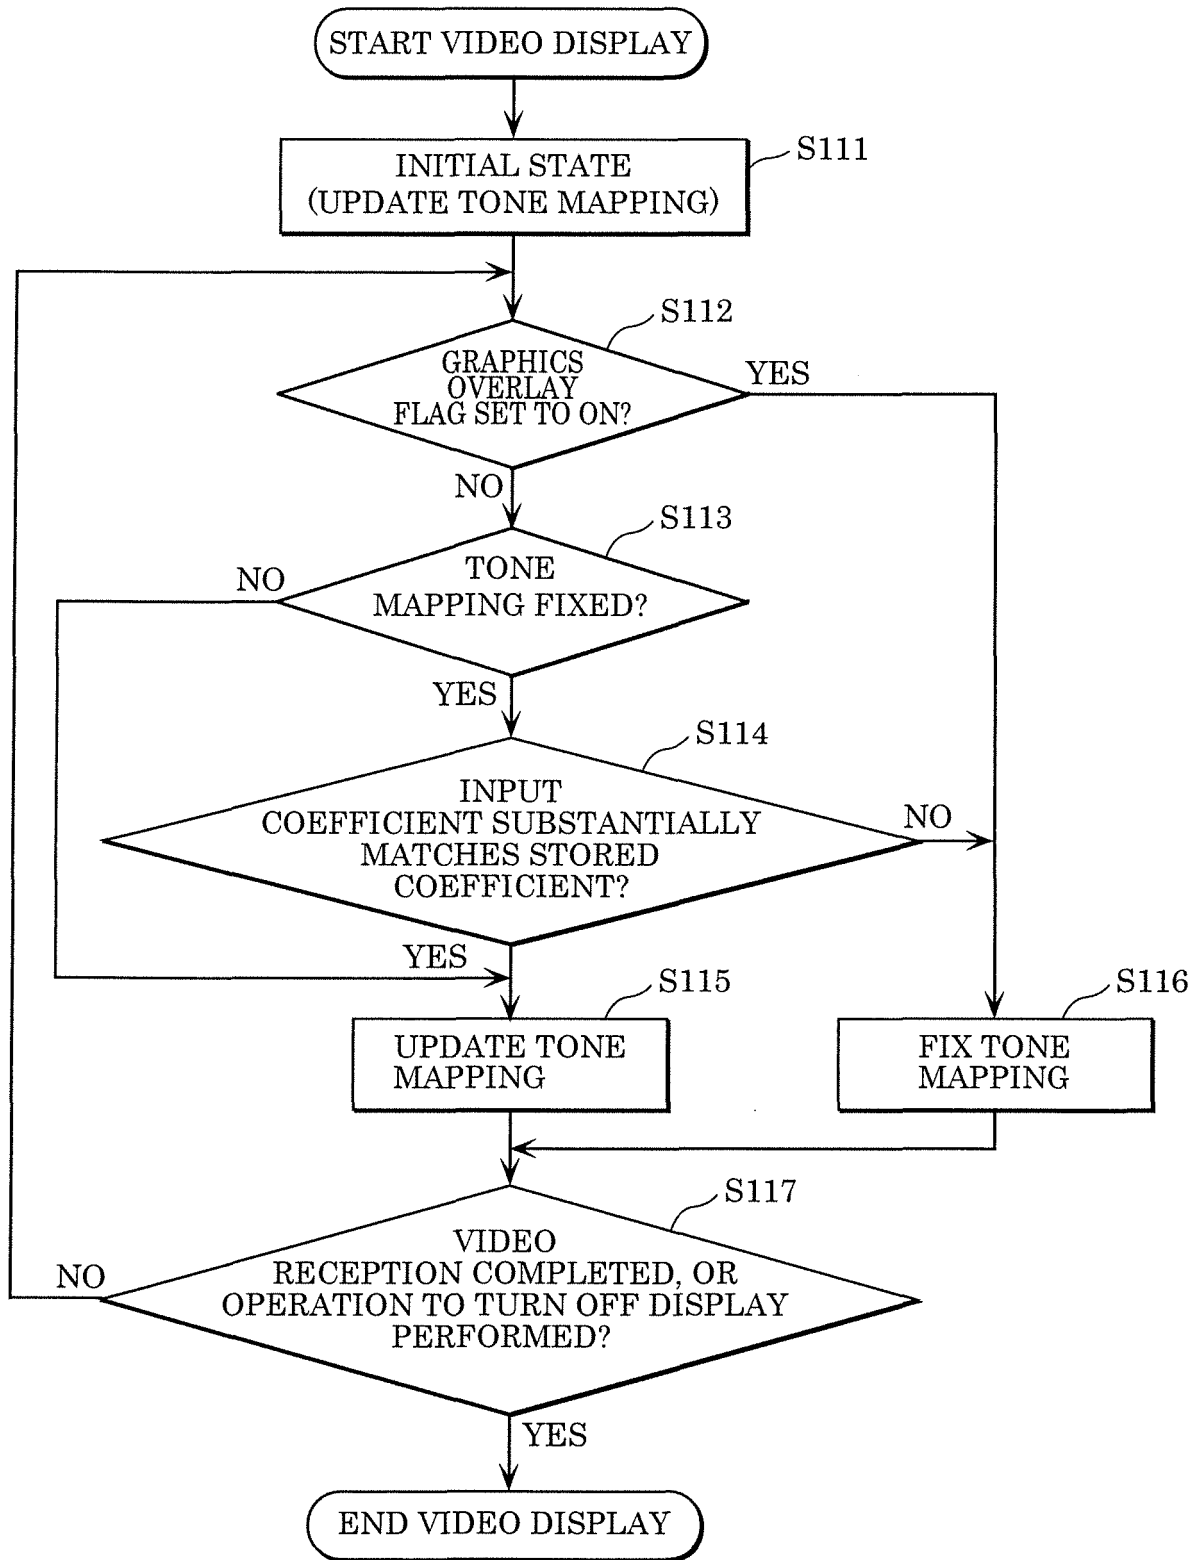 START VIDEO DISPLAY
INITIAL STATE
(UPDATE TONE MAPPING)
S111
S112
GRAPHICS
OVERLAY
FLAG SET TO ON?
YES
NO
S113
TONE
MAPPING FIXED?
NO
YES
S114
INPUT
COEFFICIENT SUBSTANTIALLY
MATCHES STORED
COEFFICIENT?
NO
YES
S115
UPDATE TONE
MAPPING
S116
FIX TONE
MAPPING
S117
VIDEO
RECEPTION COMPLETED, OR
OPERATION TO TURN OFF DISPLAY
PERFORMED?
NO
YES
END VIDEO DISPLAY